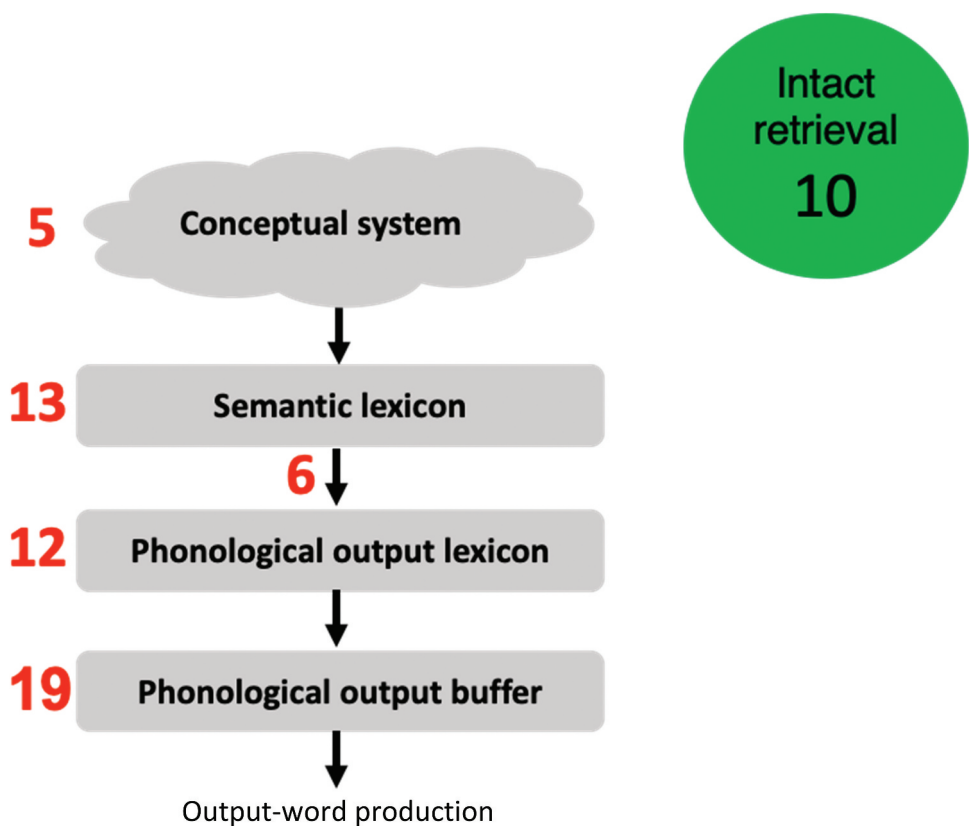 Intact
retrieval
10
5
Conceptual system
13
Semantic lexicon
6
12
Phonological output lexicon
19
Phonological output buffer
Output-word production